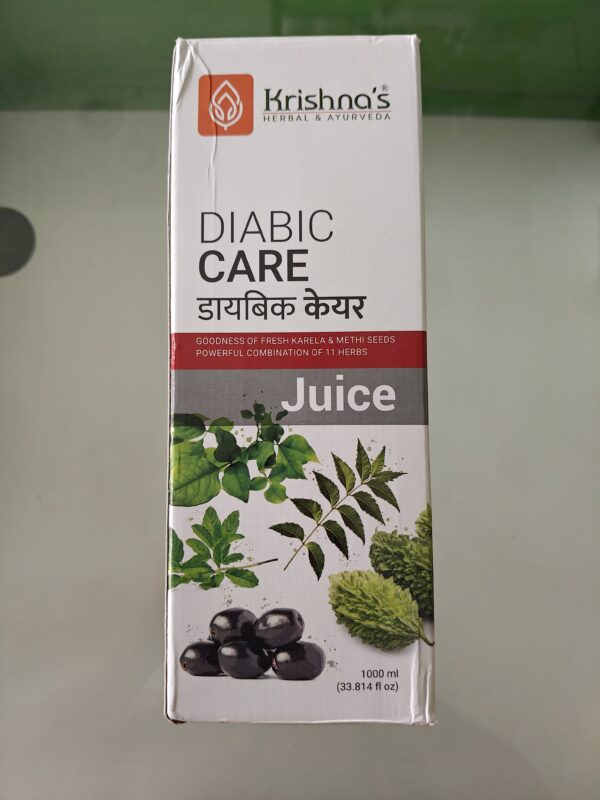 Krishna's®
HERBAL & AYURVEDA
DIABIC
CARE
डायबिक केयर
GOODNESS OF FRESH KARELA & METHI SEEDS
POWERFUL COMBINATION OF 11 HERBS
Juice
1000 ml
(33.814 fl oz)